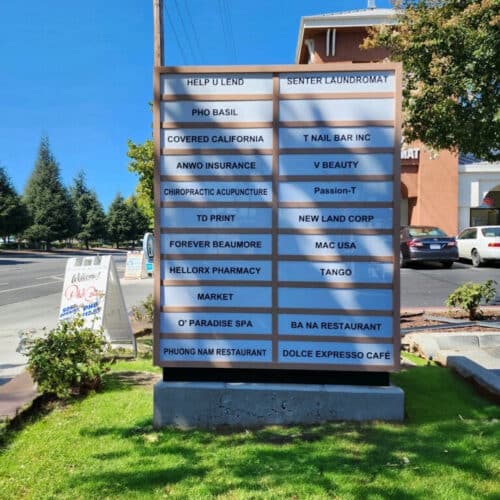 HELP U LEND
SENTER LAUNDROMAT
PHO BASIL
COVERED CALIFORNIA
T NAIL BAR INC
ANWO INSURANCE
V BEAUTY
CHIROPRACTIC ACUPUNCTURE
Passion-T
TD PRINT
NEW LAND CORP
FOREVER BEAUMORE
MAC USA
HELLORX PHARMACY
TANGO
MARKET
O' PARADISE SPA
BA NA RESTAURANT
PHUONG NAM RESTAURANT
DOLCE EXPRESSO CAFÉ
Welcome